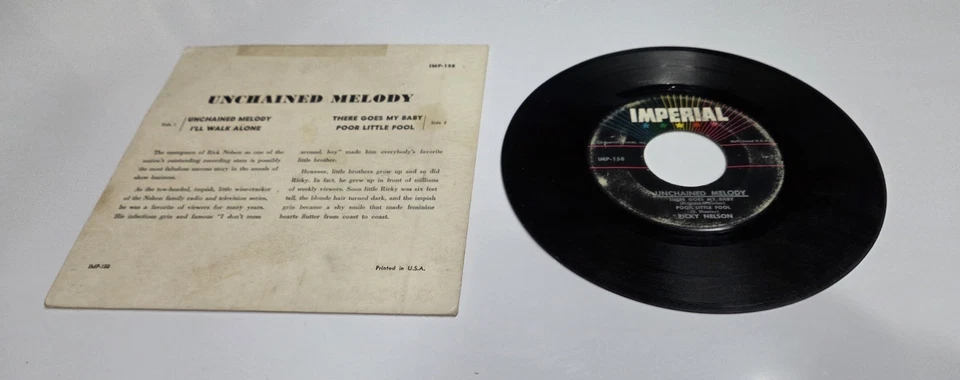 IMP-158
UNCHAINED MELODY
Side 1
UNCHAINED MELODY
I'LL WALK ALONE
THERE GOES MY BABY
POOR LITTLE FOOL
Side 2
The emergence of Rick Nelson as one of the
nation's outstanding recording stars is possibly
the most fabulous success story in the annals of
show business.
As the tow-headed, impish, little wise-cracker
of the Nelson family radio and television series,
he was a favorite of viewers for many years.
His infectious grin and famous "I don't mess
around, boy" made him everybody's favorite
little brother.
However, little brothers grow up and so did
Ricky. In fact, he grew up in front of millions
of weekly viewers. Soon little Ricky was six feet
tall, the blonde hair turned dark, and the impish
grin became a shy smile that made feminine
hearts flutter from coast to coast.
IMP-158
Printed in U.S.A.
IMPERIAL
IMP-158
UNCHAINED MELODY
THERE GOES MY BABY
POOR LITTLE FOOL
RICKY NELSON